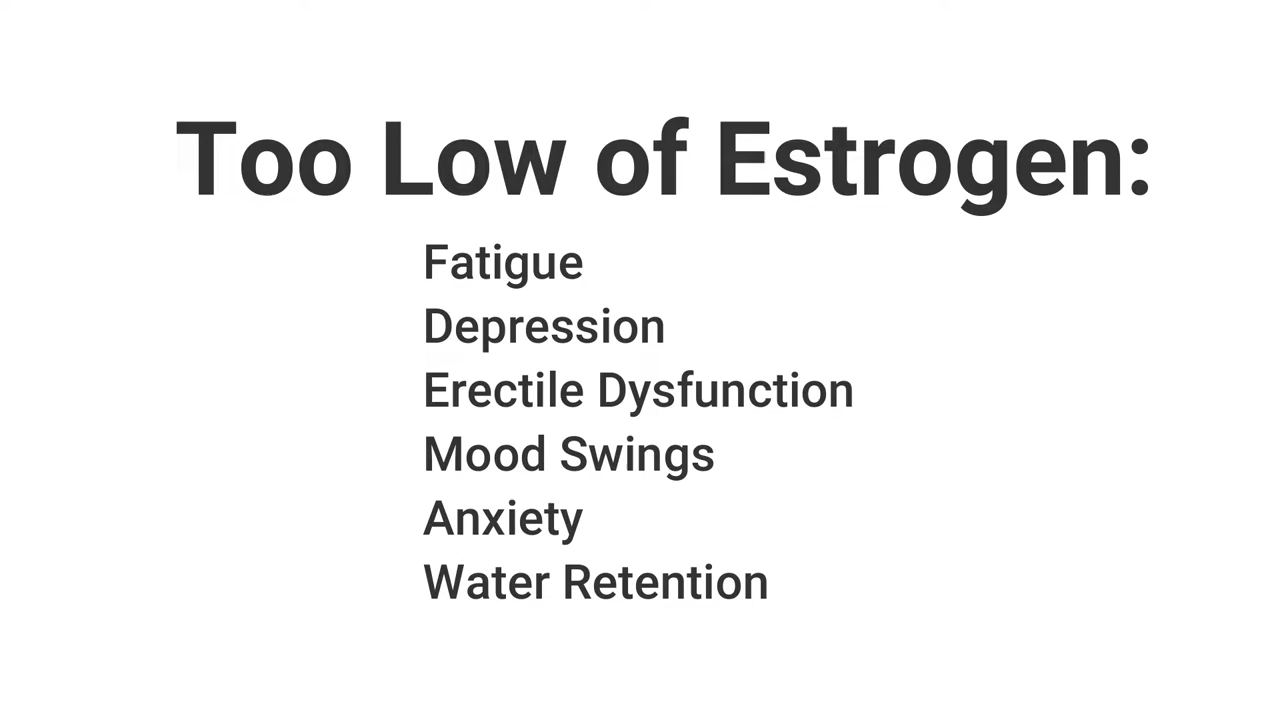 Too Low of Estrogen:
Fatigue
Depression
Erectile Dysfunction
Mood Swings
Anxiety
Water Retention